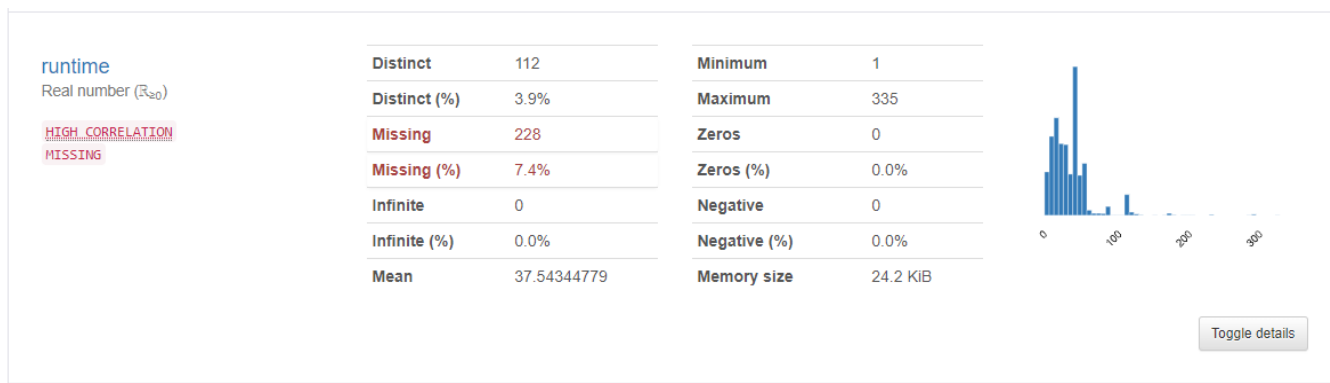 runtime
Real number (ℝ≥0)
HIGH CORRELATION
MISSING
Distinct 112
Distinct (%) 3.9%
Missing 228
Missing (%) 7.4%
Infinite 0
Infinite (%) 0.0%
Mean 37.54344779
Minimum 1
Maximum 335
Zeros 0
Zeros (%) 0.0%
Negative 0
Negative (%) 0.0%
Memory size 24.2 KiB
0 100 200 300
Toggle details